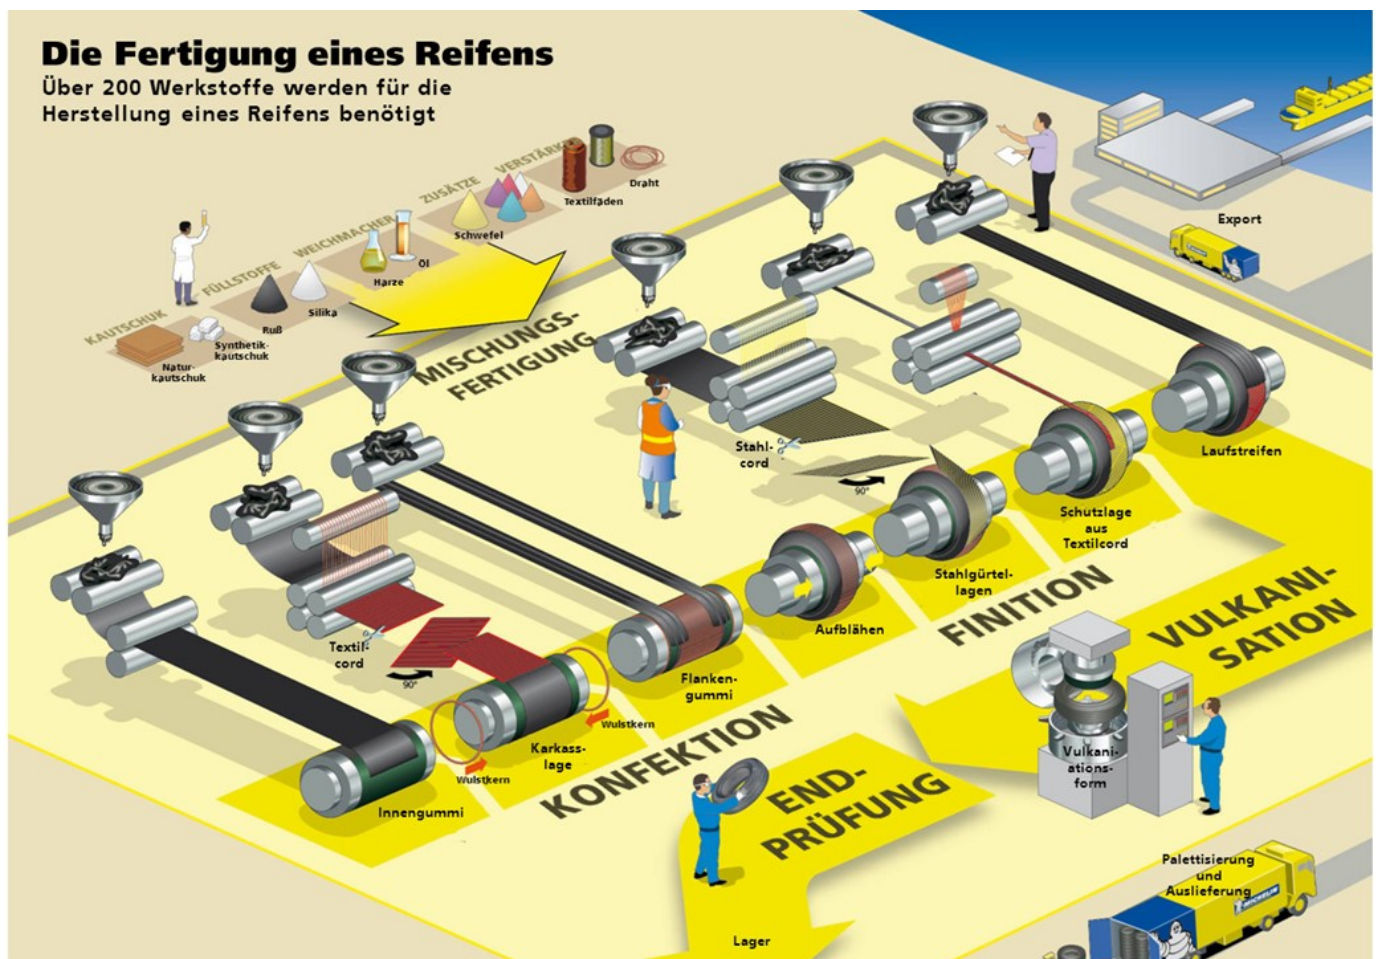 Die Fertigung eines Reifens
Über 200 Werkstoffe werden für die
Herstellung eines Reifens benötigt
KAUTSCHUK
FÜLLSTOFFE
WEICHMACHER
ZUSÄTZE
VERSTÄRK
Natur-
kautschuk
Synthetik-
kautschuk
Ruß
Silika
Harze
Öl
Schwefel
Textilfäden
Draht
Export
MISCHUNGS-
FERTIGUNG
Stahl-
cord
90°
Laufstreifen
Schutzlage
aus
Textilcord
Stahlgürtel-
lagen
Aufblähen
Textil-
cord
90°
Flanken-
gummi
Wulstkern
Karkass-
lage
Wulstkern
Innengummi
KONFEKTION
FINITION
VULKANI-
SATION
Vulkani-
ationsform
form
END-
PRÜFUNG
Lager
Palettisierung
und
Auslieferung
MICHELIN